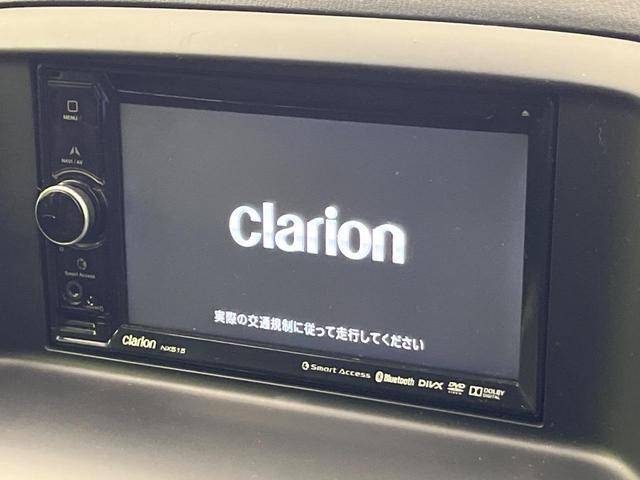 MENU
NAVI / AV
Smart Access
clarion
実際の交通規制に従って走行してください
clarion NX515
Smart Access Bluetooth DIVX DVD VIDEO DOLBY DIGITAL